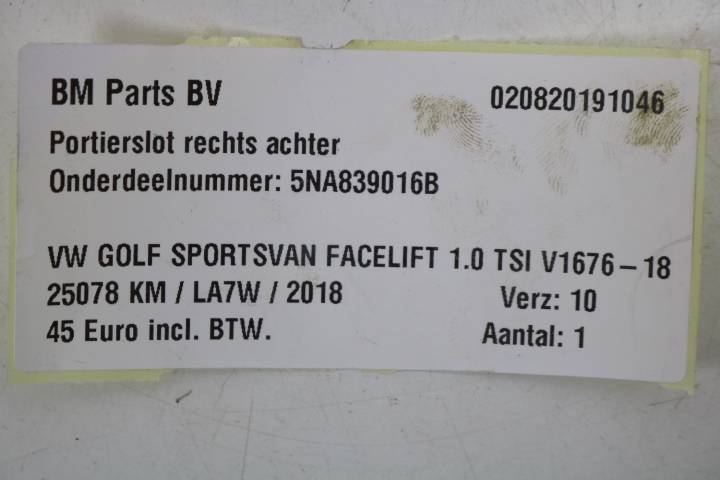 BM Parts BV 020820191046
Portierslot rechts achter
Onderdeelnummer: 5NA839016B
VW GOLF SPORTSVAN FACELIFT 1.0 TSI V1676-18
25078 KM / LA7W / 2018 Verz: 10
45 Euro incl. BTW. Aantal: 1